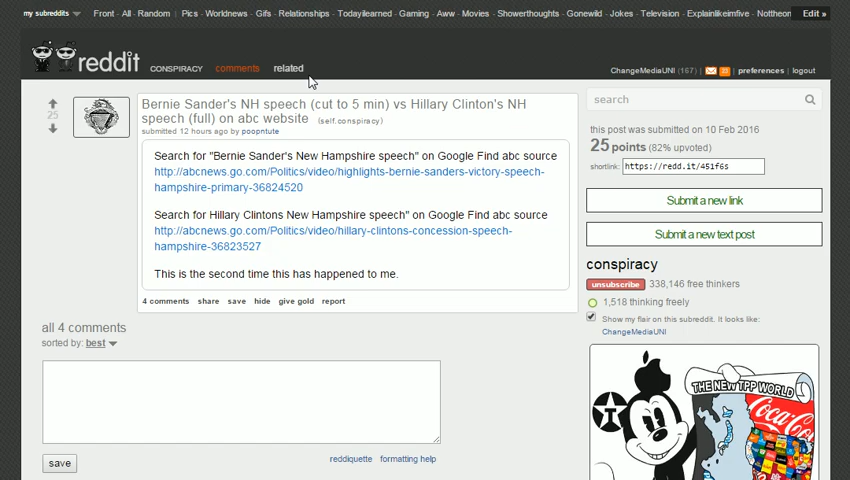 my subreddits Front - All - Random | Pics - Worldnews - Gifs - Relationships - Todayilearned - Gaming - Aww - Movies - Showerthoughts - Gonewild - Jokes - Television - Explainlikeimfive - Nottheon Edit »
reddit CONSPIRACY comments related
ChangeMediaUNI (167) | | preferences | logout
25
Bernie Sander's NH speech (cut to 5 min) vs Hillary Clinton's NH
speech (full) on abc website (self.conspiracy)
submitted 12 hours ago by poopntute
Search for "Bernie Sander's New Hampshire speech" on Google Find abc source
http://abcnews.go.com/Politics/video/highlights-bernie-sanders-victory-speech-
hampshire-primary-36824520
Search for Hillary Clintons New Hampshire speech" on Google Find abc source
http://abcnews.go.com/Politics/video/hillary-clintons-concession-speech-
hampshire-36823527
This is the second time this has happened to me.
4 comments share save hide give gold report
all 4 comments
sorted by: best
reddiquette formatting help
save
search
this post was submitted on 10 Feb 2016
25 points (82% upvoted)
shortlink: https://redd.it/451f6s
Submit a new link
Submit a new text post
conspiracy
unsubscribe 338,146 free thinkers
1,518 thinking freely
Show my flair on this subreddit. It looks like:
ChangeMediaUNI
THE NEW TPP WORLD
T
Coca-Cola